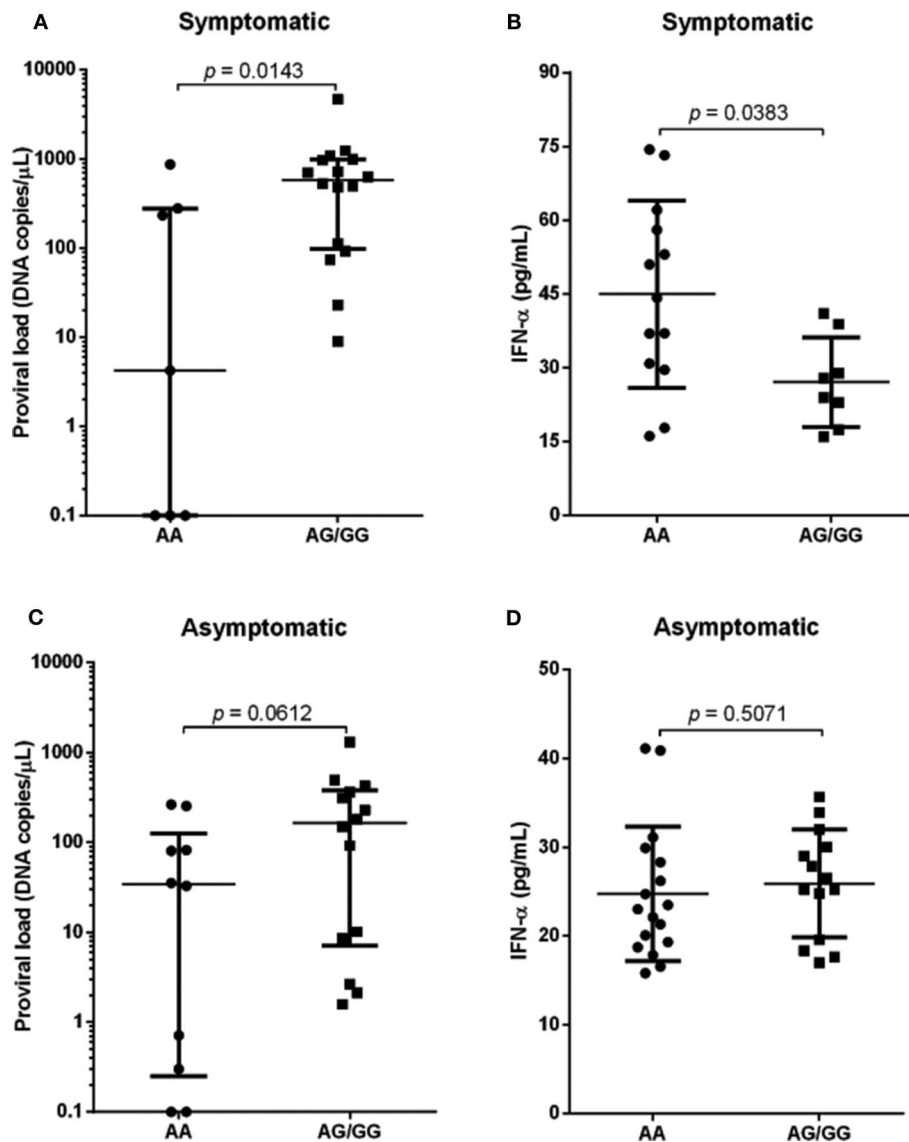 A
Symptomatic
p = 0.0143
Proviral load (DNA copies/µL)
10000
1000
100
10
1
0.1
AA
AG/GG
B
Symptomatic
p = 0.0383
IFN-α (pg/mL)
90
75
60
45
30
15
0
AA
AG/GG
C
Asymptomatic
p = 0.0612
Proviral load (DNA copies/µL)
10000
1000
100
10
1
0.1
AA
AG/GG
D
Asymptomatic
p = 0.5071
IFN-α (pg/mL)
50
40
30
20
10
0
AA
AG/GG